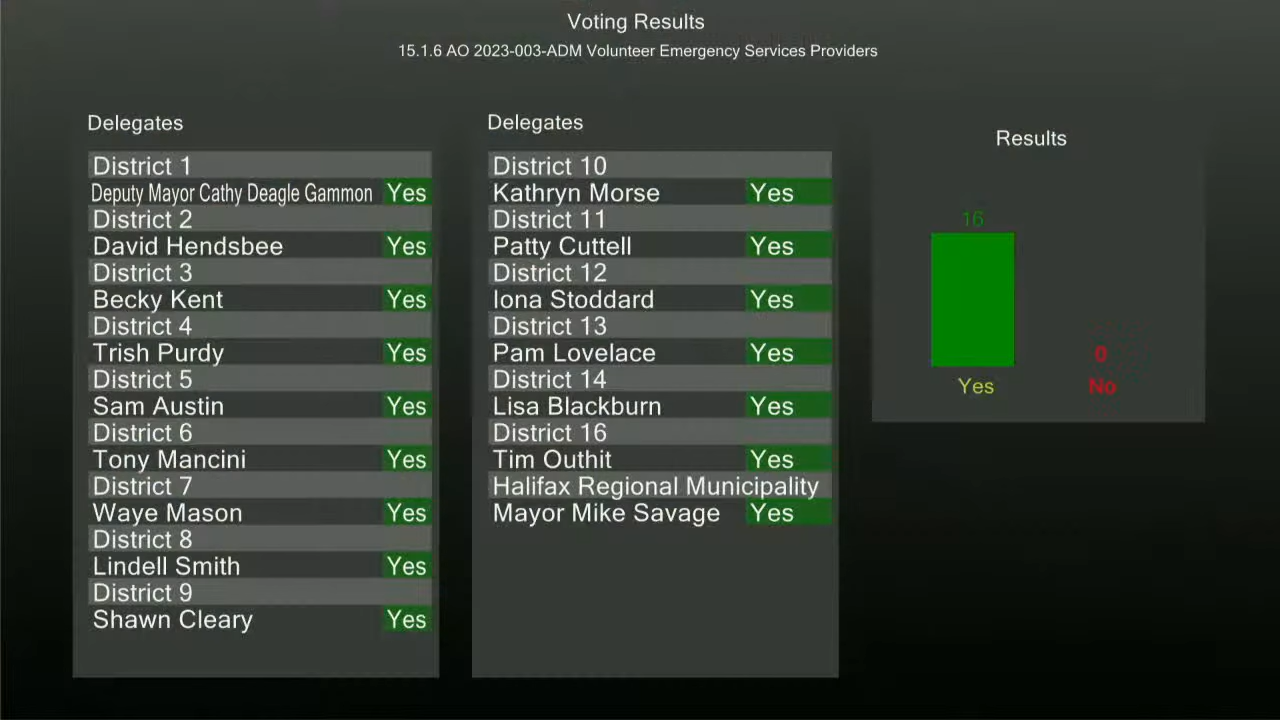 Voting Results
15.1.6 AO 2023-003-ADM Volunteer Emergency Services Providers
Delegates
District 1
Deputy Mayor Cathy Deagle Gammon Yes
District 2
David Hendsbee Yes
District 3
Becky Kent Yes
District 4
Trish Purdy Yes
District 5
Sam Austin Yes
District 6
Tony Mancini Yes
District 7
Waye Mason Yes
District 8
Lindell Smith Yes
District 9
Shawn Cleary Yes
Delegates
District 10
Kathryn Morse Yes
District 11
Patty Cuttell Yes
District 12
Iona Stoddard Yes
District 13
Pam Lovelace Yes
District 14
Lisa Blackburn Yes
District 16
Tim Outhit Yes
Halifax Regional Municipality
Mayor Mike Savage Yes
Results
16
0
Yes No